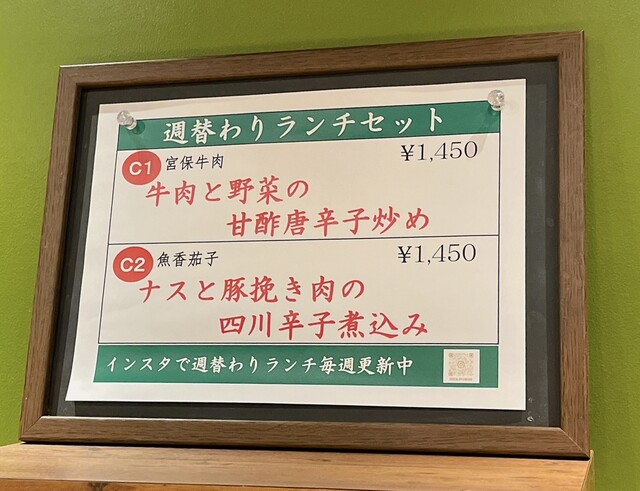 週替わりランチセット
C1 宮保牛肉 ¥1,450
牛肉と野菜の
甘酢唐辛子炒め
C2 魚香茄子 ¥1,450
ナスと豚挽き肉の
四川辛子煮込み
インスタで週替わりランチ毎週更新中